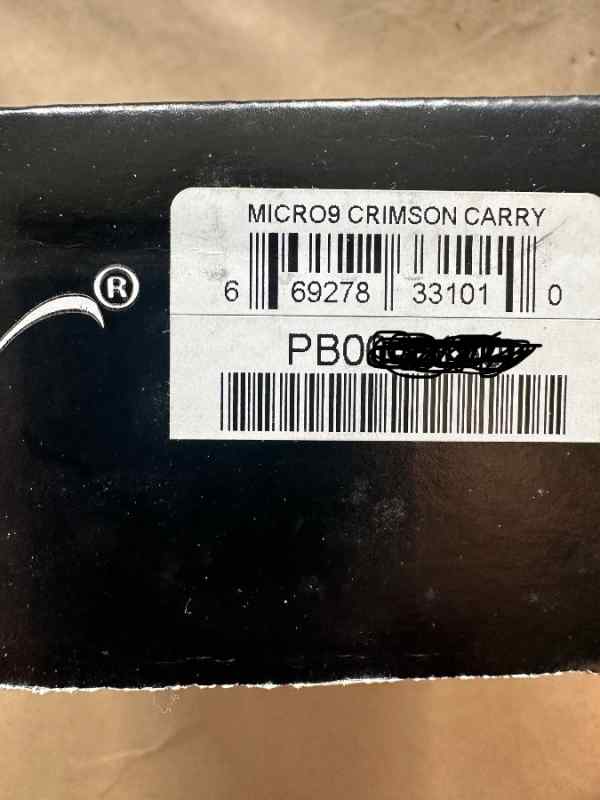 MICRO9 CRIMSON CARRY
®
6 69278 33101 0
PB0